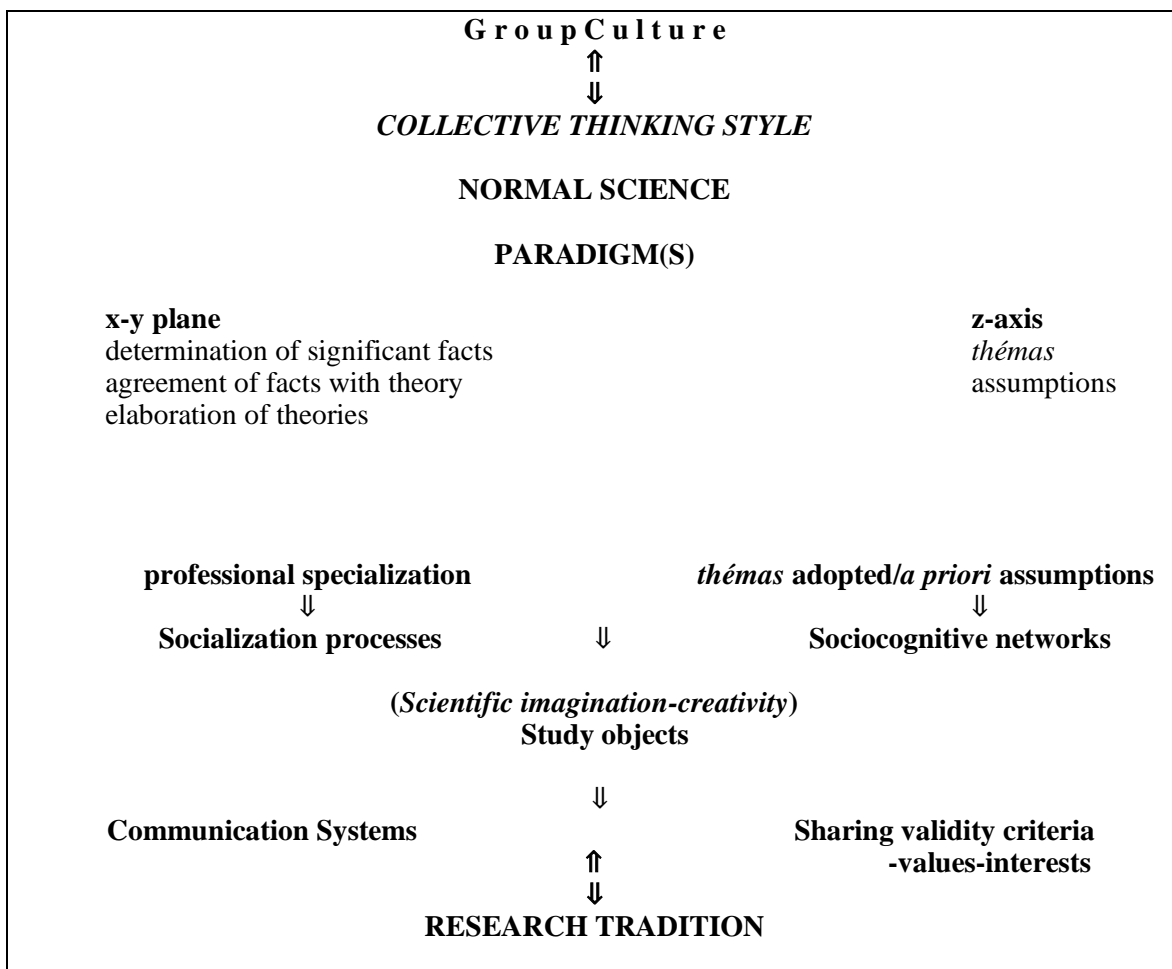 G r o u p C u l t u r e
⇑
⇓
COLLECTIVE THINKING STYLE
NORMAL SCIENCE
PARADIGM(S)
x-y plane z-axis
determination of significant facts thémas
agreement of facts with theory assumptions
elaboration of theories
professional specialization thémas adopted/a priori assumptions
⇓ ⇓
Socialization processes ⇓ Sociocognitive networks
(Scientific imagination-creativity)
Study objects
⇓
Communication Systems Sharing validity criteria
⇑ -values-interests
⇓
RESEARCH TRADITION